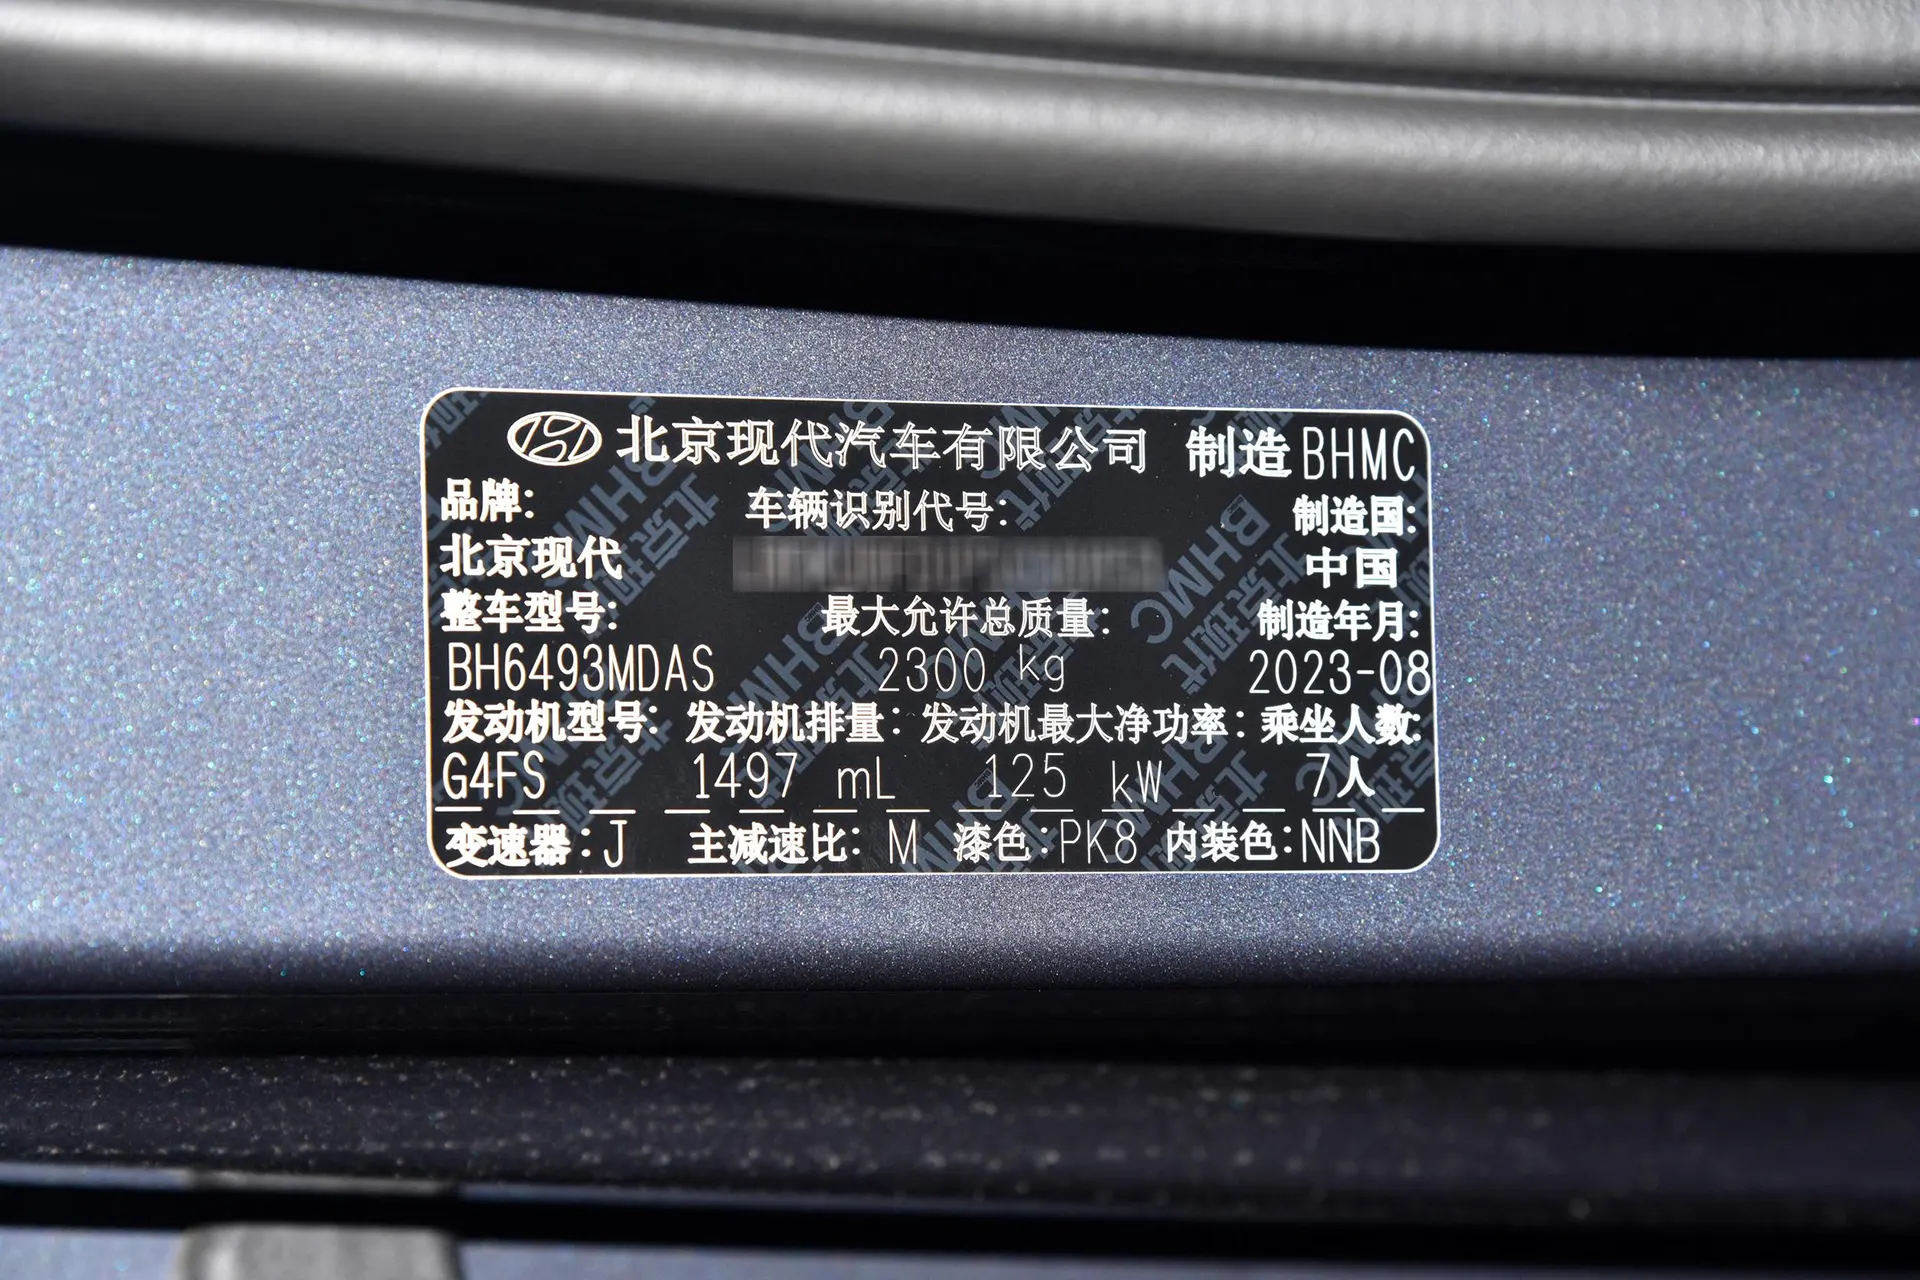 北京现代汽车有限公司 制造 BHMC
品牌: 车辆识别代号: 制造国:
北京现代 中国
整车型号: 最大允许总质量: 制造年月:
BH6493MDAS 2300 kg 2023-08
发动机型号: 发动机排量: 发动机最大净功率: 乘坐人数:
G4FS 1497 mL 125 kW 7人
变速器:J 主减速比: M 漆色:PK8 内装色:NNB